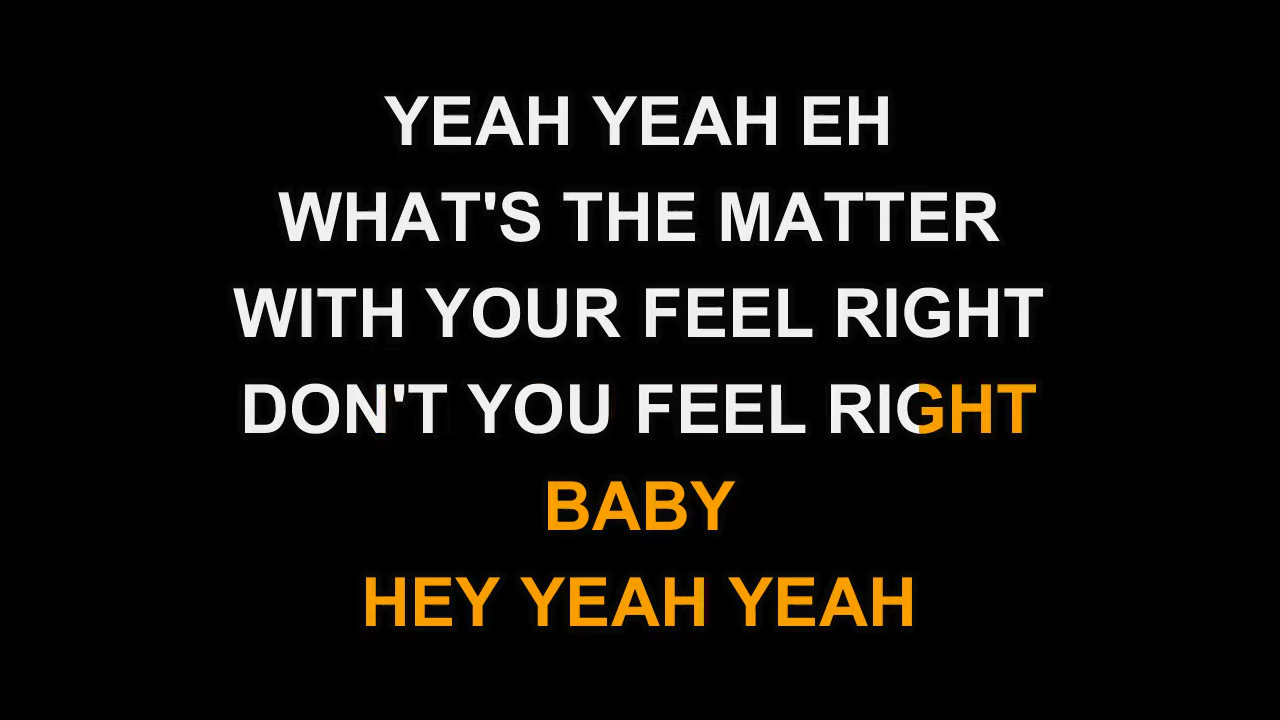 YEAH YEAH EH
WHAT'S THE MATTER
WITH YOUR FEEL RIGHT
DON'T YOU FEEL RIGHT
BABY
HEY YEAH YEAH